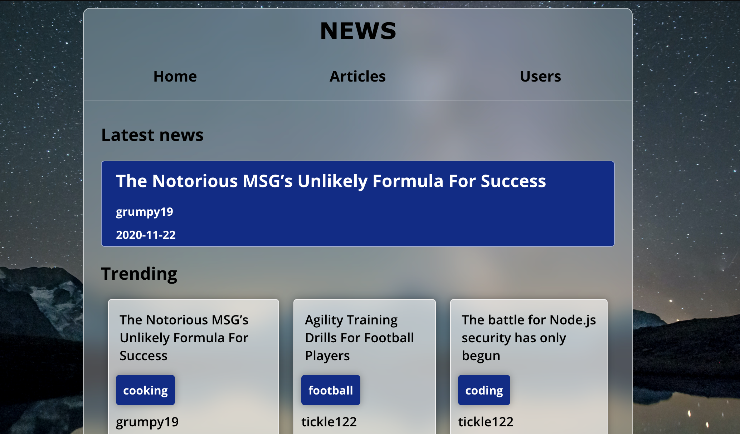 NEWS
Home Articles Users
Latest news
The Notorious MSG’s Unlikely Formula For Success
grumpy19
2020-11-22
Trending
The Notorious MSG’s
Unlikely Formula For
Success
cooking
grumpy19
Agility Training
Drills For Football
Players
football
tickle122
The battle for Node.js
security has only
begun
coding
tickle122